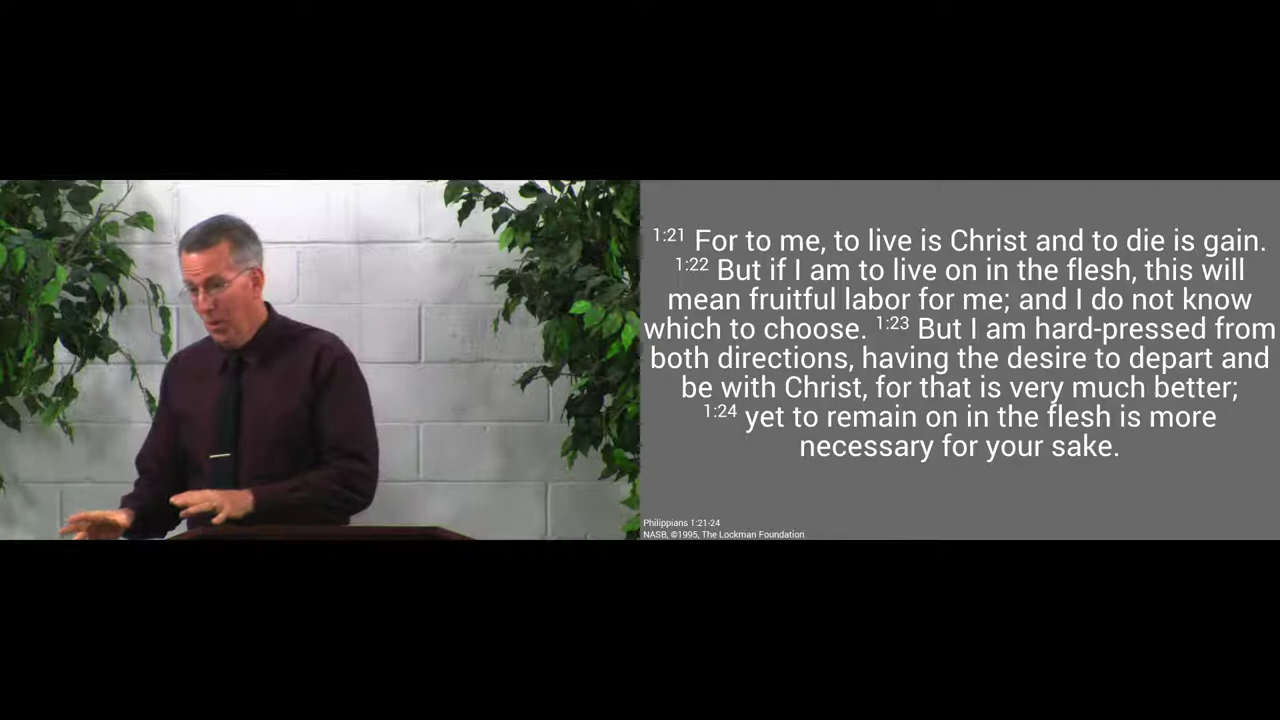 1:21 For to me, to live is Christ and to die is gain.
1:22 But if I am to live on in the flesh, this will
mean fruitful labor for me; and I do not know
which to choose. 1:23 But I am hard-pressed from
both directions, having the desire to depart and
be with Christ, for that is very much better;
1:24 yet to remain on in the flesh is more
necessary for your sake.
Philippians 1:21-24
NASB, ©1995, The Lockman Foundation